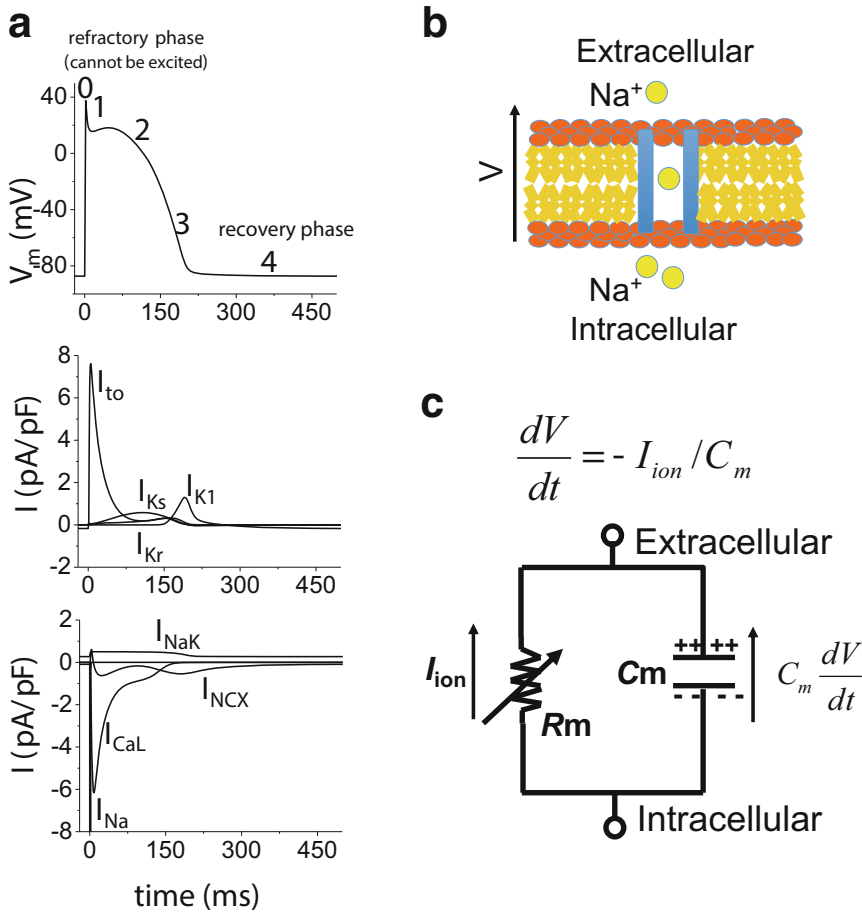 a
refractory phase
(cannot be excited)
0
1
2
3
4
recovery phase
40
0
-40
-80
V_m (mV)
0 150 300 450
8
6
4
2
0
-2
I (pA/pF)
I_to
I_Ks
I_K1
I_Kr
0 150 300 450
2
0
-2
-4
-6
-8
I (pA/pF)
I_NaK
I_NCX
I_CaL
I_Na
0 150 300 450
time (ms)
b
Extracellular
Na⁺
V
Na⁺
Intracellular
c
dV/dt = - I_ion / C_m
Extracellular
I_ion
Rm
++ ++
Cm
- - - -
C_m dV/dt
Intracellular